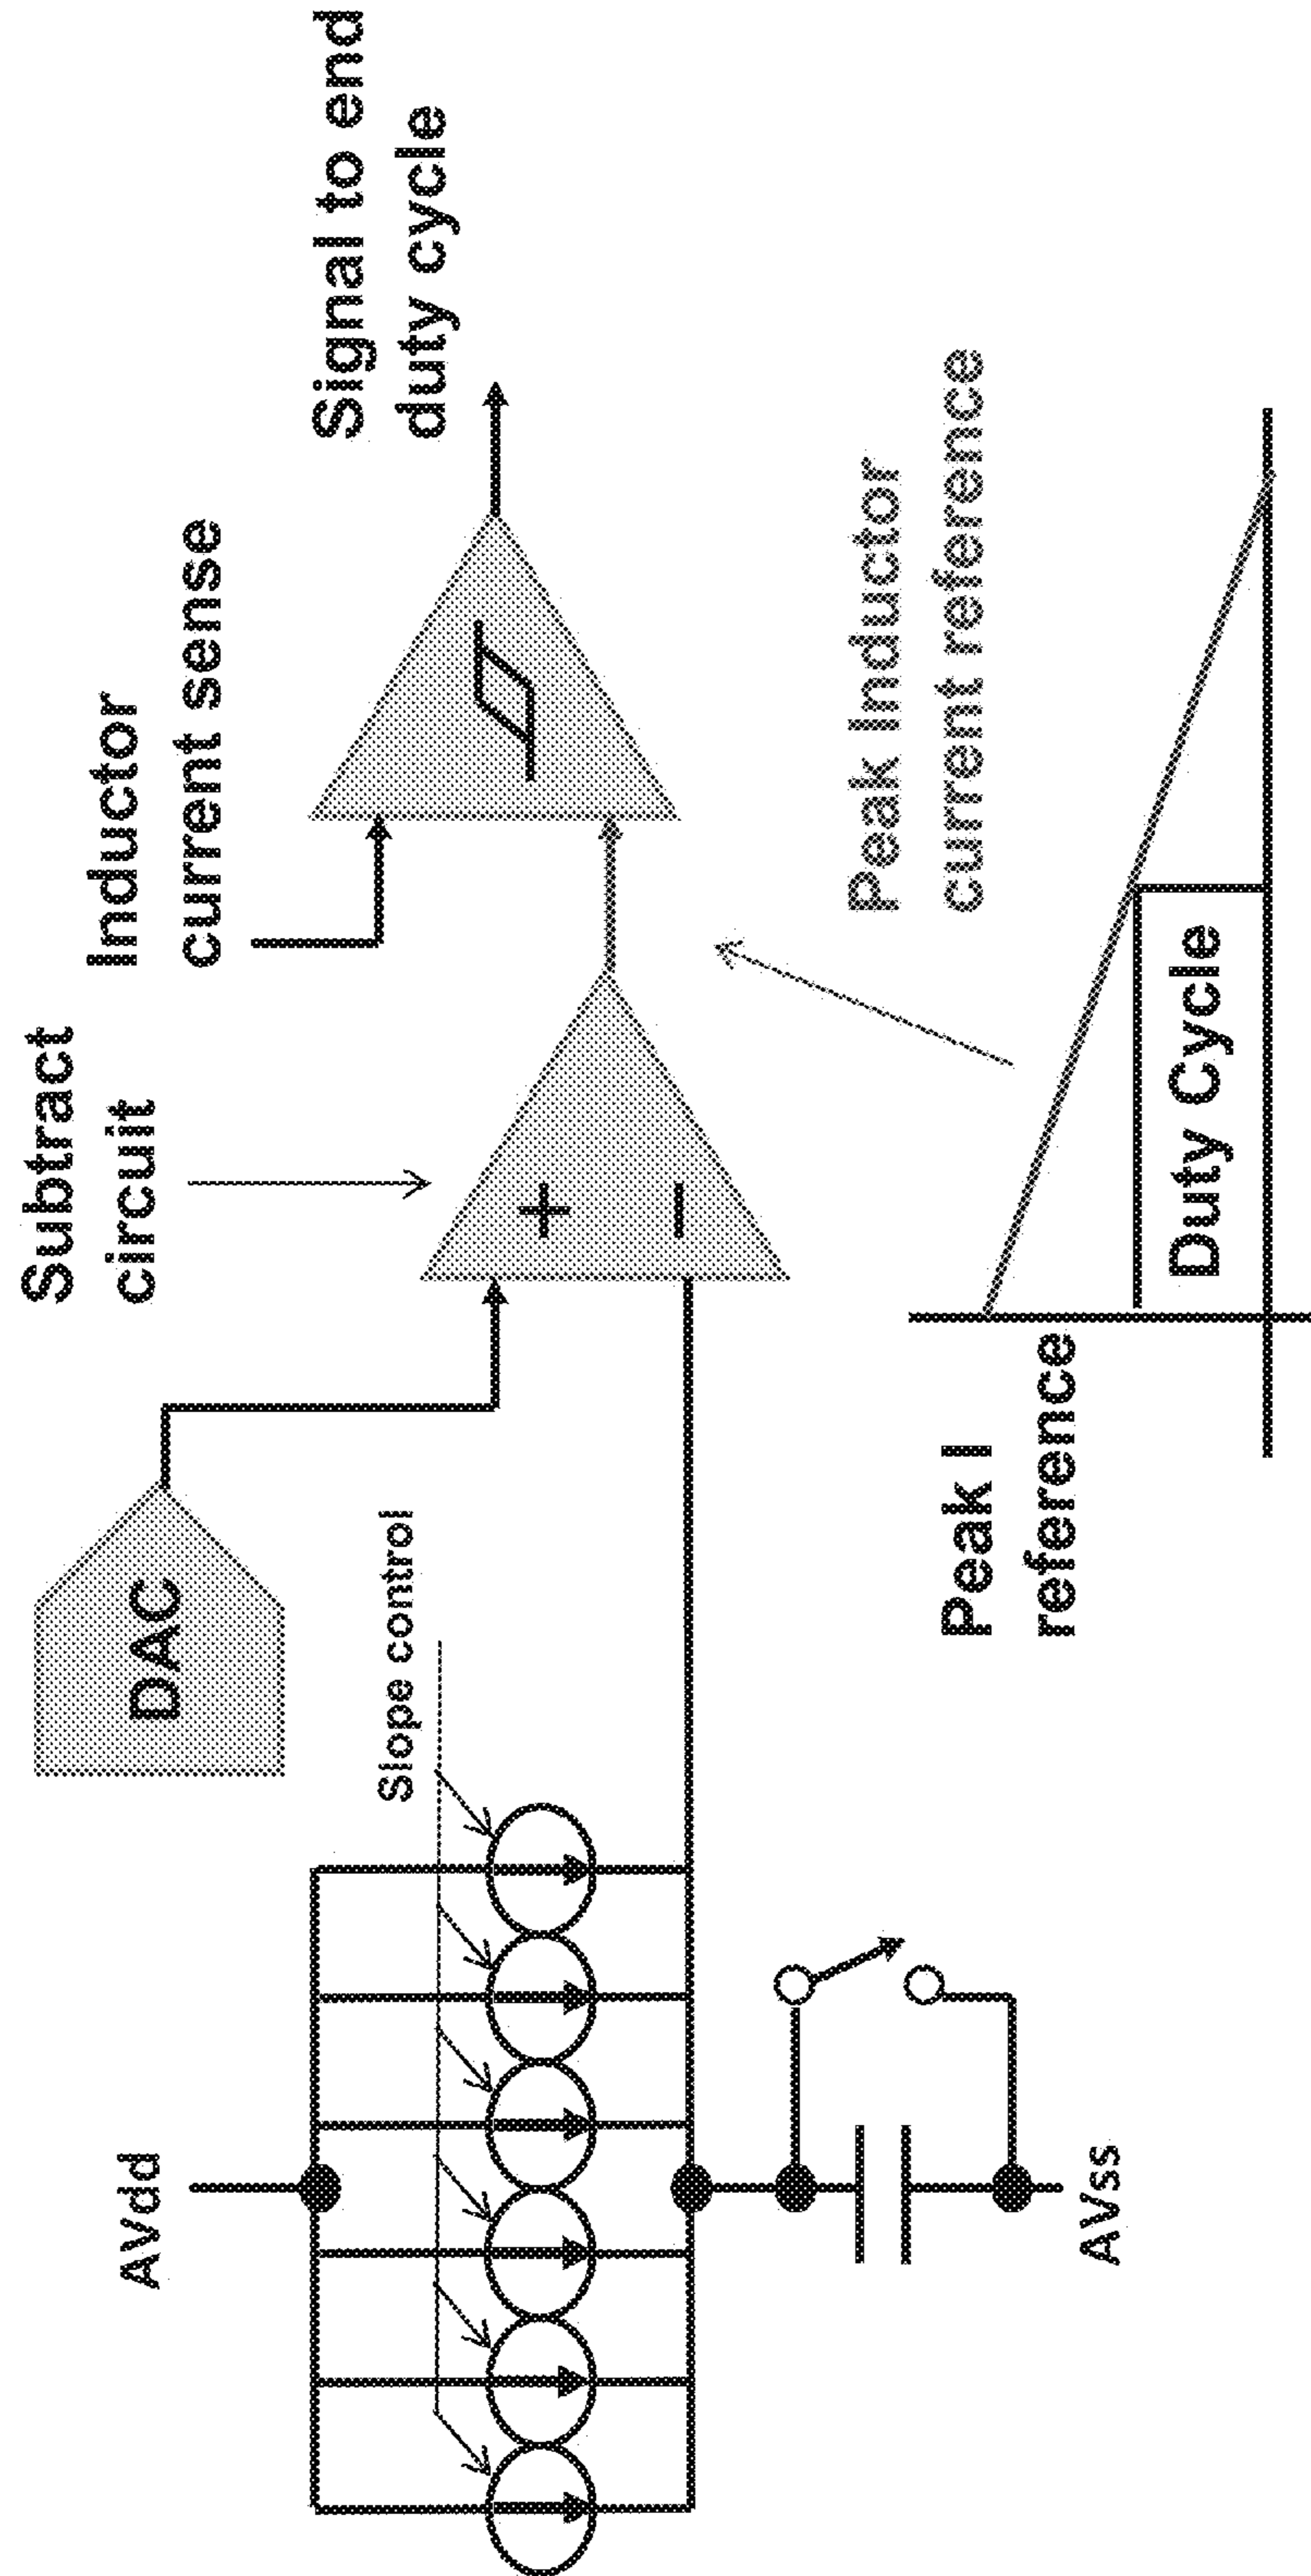 AVdd
Slope control
AVss
DAC
Subtract
circuit
+
−
Inductor
current sense
Signal to end
duty cycle
Peak I
reference
Duty Cycle
Peak Inductor
current reference